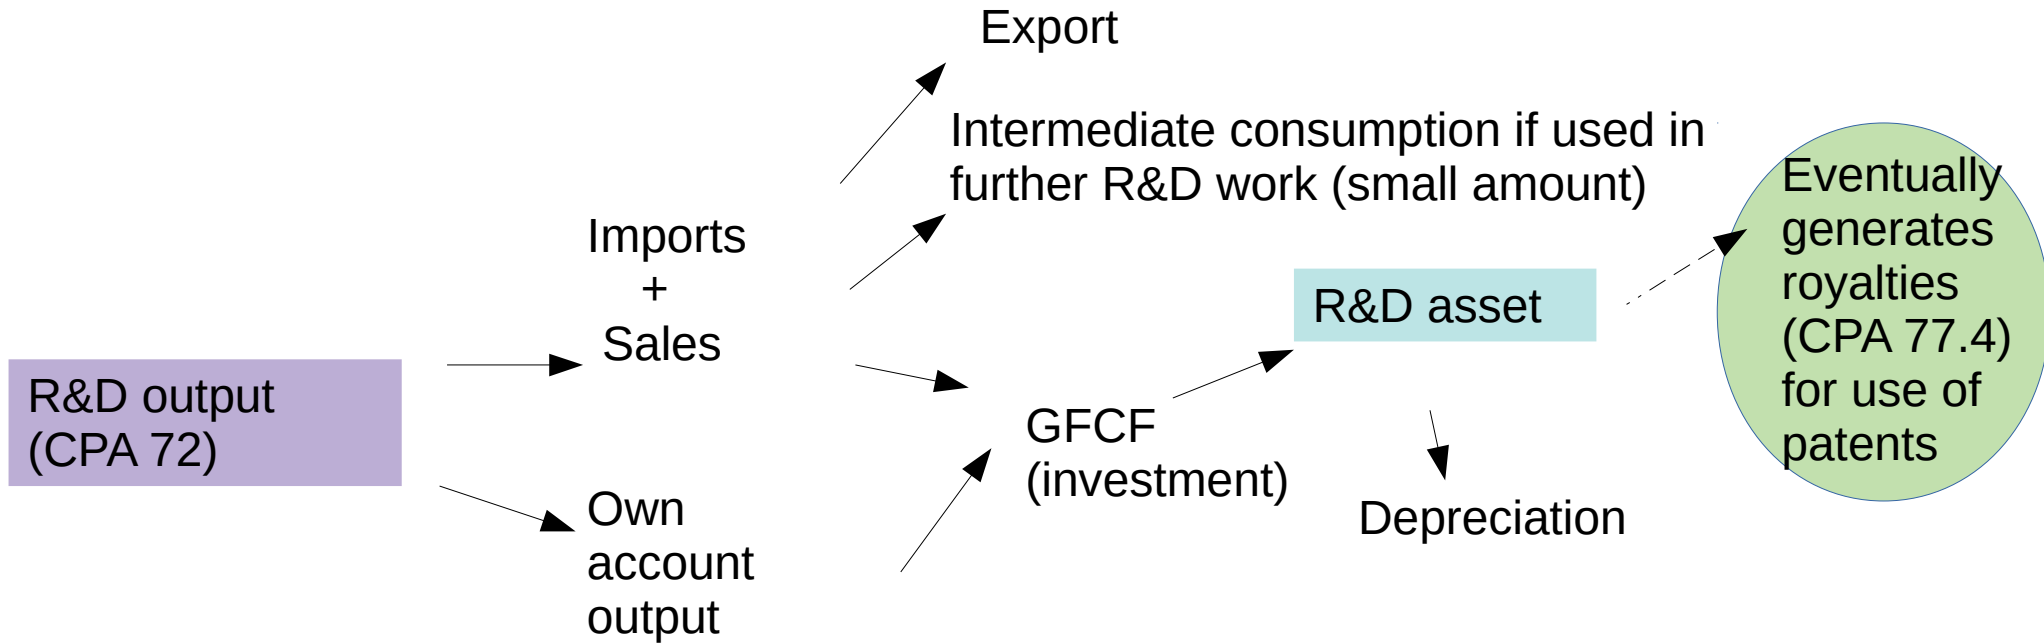 Export
Intermediate consumption if used in
further R&D work (small amount)
Imports
+
Sales
R&D output
(CPA 72)
Own
account
output
GFCF
(investment)
R&D asset
Depreciation
Eventually
generates
royalties
(CPA 77.4)
for use of
patents